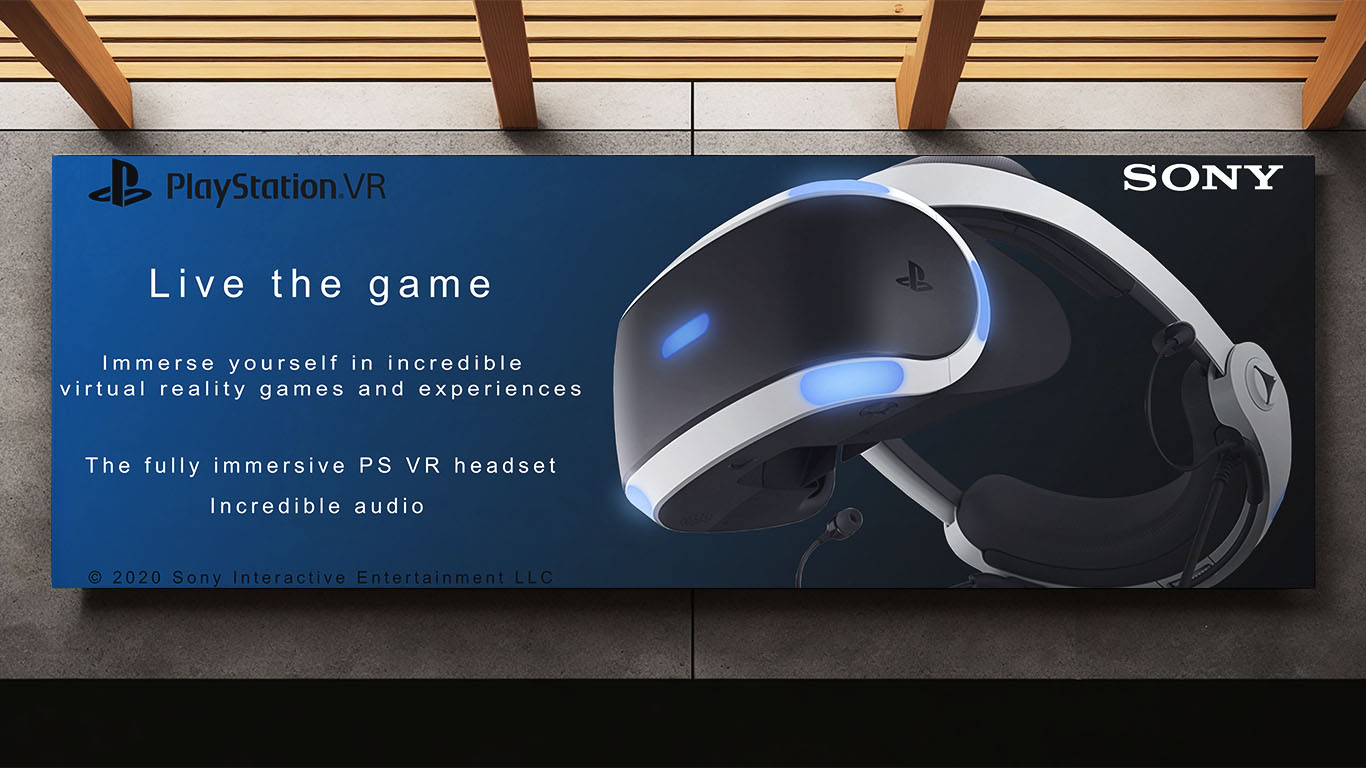 PlayStation®VR
SONY
Live the game
Immerse yourself in incredible
virtual reality games and experiences
The fully immersive PS VR headset
Incredible audio
© 2020 Sony Interactive Entertainment LLC